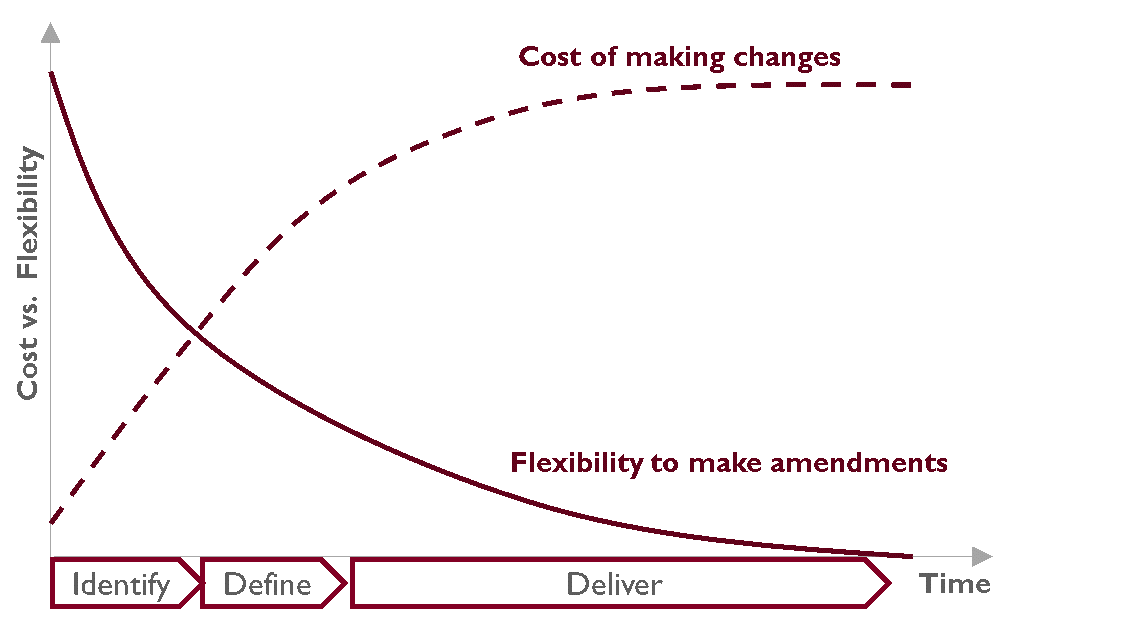 Cost of making changes
Cost vs. Flexibility
Flexibility to make amendments
Identify
Define
Deliver
Time